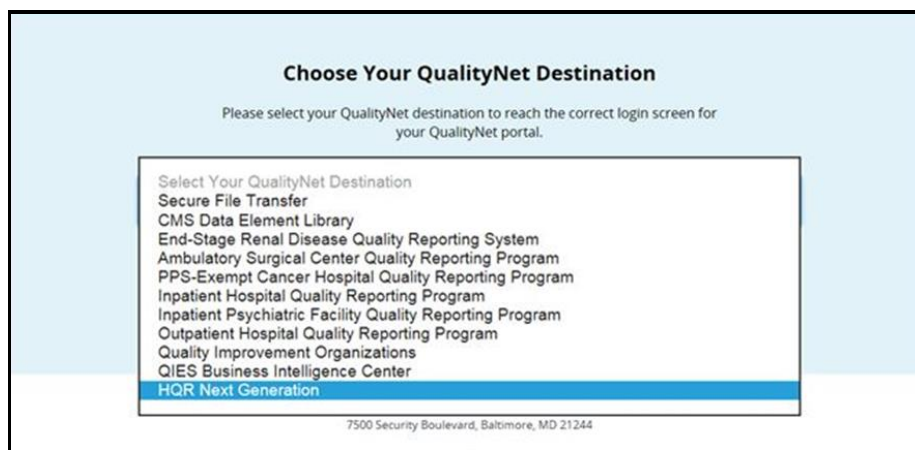 Choose Your QualityNet Destination
Please select your QualityNet destination to reach the correct login screen for
your QualityNet portal.
Select Your QualityNet Destination
Secure File Transfer
CMS Data Element Library
End-Stage Renal Disease Quality Reporting System
Ambulatory Surgical Center Quality Reporting Program
PPS-Exempt Cancer Hospital Quality Reporting Program
Inpatient Hospital Quality Reporting Program
Inpatient Psychiatric Facility Quality Reporting Program
Outpatient Hospital Quality Reporting Program
Quality Improvement Organizations
QIES Business Intelligence Center
HQR Next Generation
7500 Security Boulevard, Baltimore, MD 21244